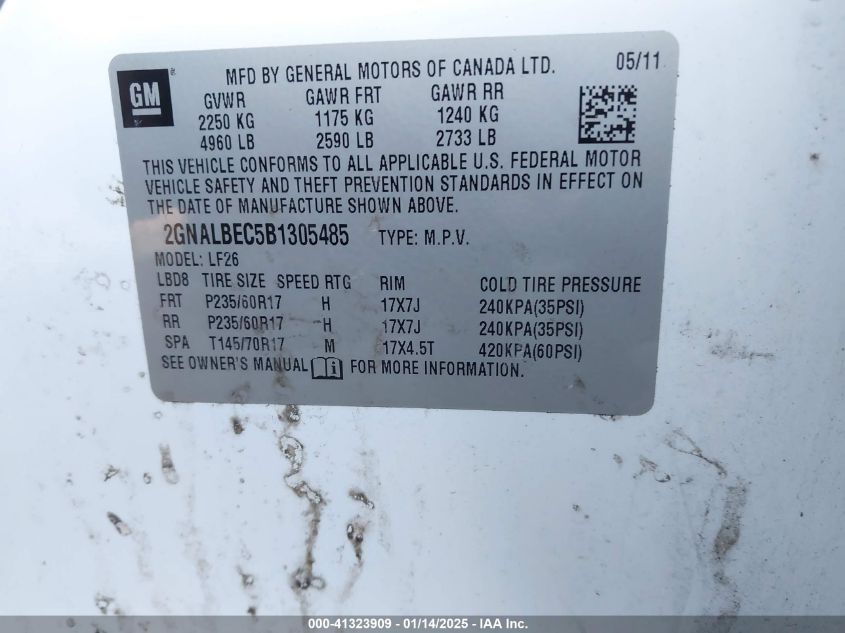 GM
®
MFD BY GENERAL MOTORS OF CANADA LTD. 05/11
GVWR GAWR FRT GAWR RR
2250 KG 1175 KG 1240 KG
4960 LB 2590 LB 2733 LB
THIS VEHICLE CONFORMS TO ALL APPLICABLE U.S. FEDERAL MOTOR
VEHICLE SAFETY AND THEFT PREVENTION STANDARDS IN EFFECT ON
THE DATE OF MANUFACTURE SHOWN ABOVE.
2GNALBEC5B1305485 TYPE: M.P.V.
MODEL: LF26
LBD8 TIRE SIZE SPEED RTG RIM COLD TIRE PRESSURE
FRT P235/60R17 H 17X7J 240KPA(35PSI)
RR P235/60R17 H 17X7J 240KPA(35PSI)
SPA T145/70R17 M 17X4.5T 420KPA(60PSI)
SEE OWNER'S MANUAL FOR MORE INFORMATION.
000-41323909 - 01/14/2025 - IAA Inc.